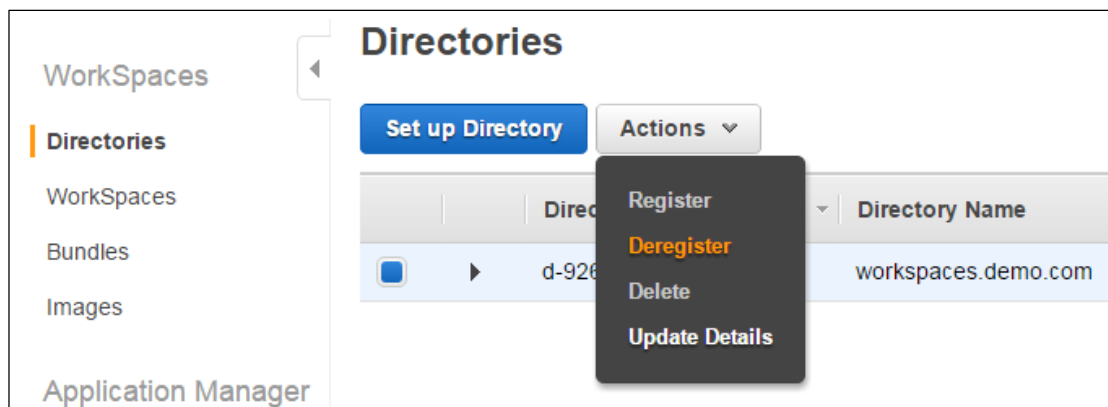 WorkSpaces
Directories
WorkSpaces
Bundles
Images
Application Manager
Directories
Set up Directory
Actions
Register
Deregister
Delete
Update Details
Directory Name
d-926
workspaces.demo.com